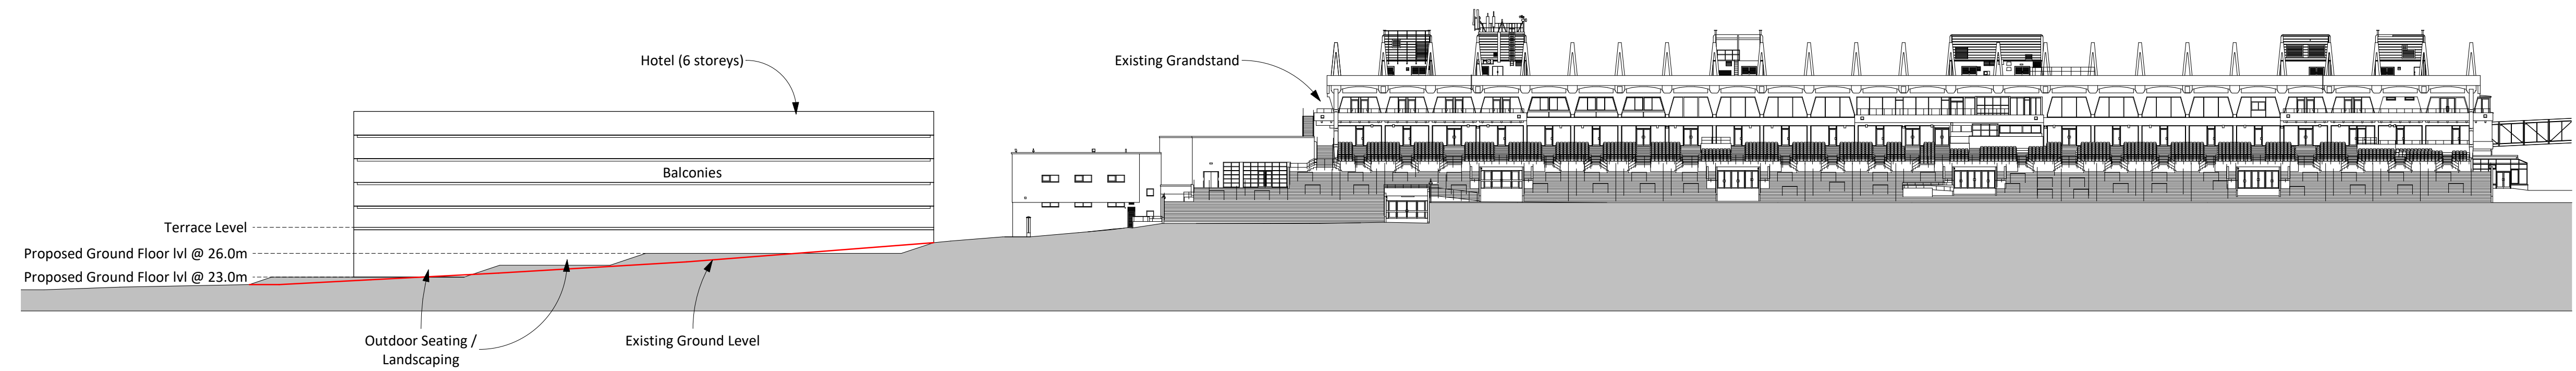 Hotel (6 storeys)
Existing Grandstand
Balconies
Terrace Level
Proposed Ground Floor lvl @ 26.0m
Proposed Ground Floor lvl @ 23.0m
Outdoor Seating /
Landscaping
Existing Ground Level